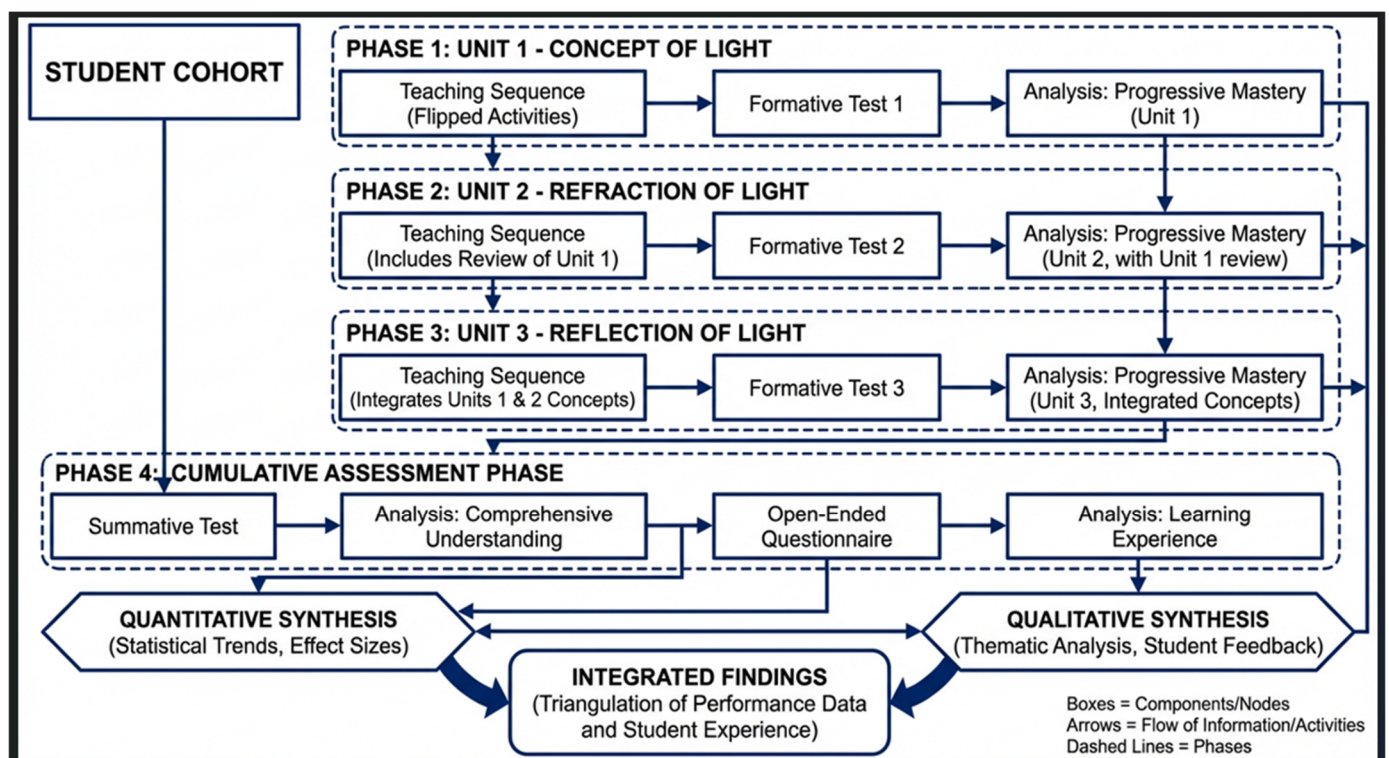 STUDENT COHORT
PHASE 1: UNIT 1 - CONCEPT OF LIGHT
Teaching Sequence
(Flipped Activities)
Formative Test 1
Analysis: Progressive Mastery
(Unit 1)
PHASE 2: UNIT 2 - REFRACTION OF LIGHT
Teaching Sequence
(Includes Review of Unit 1)
Formative Test 2
Analysis: Progressive Mastery
(Unit 2, with Unit 1 review)
PHASE 3: UNIT 3 - REFLECTION OF LIGHT
Teaching Sequence
(Integrates Units 1 & 2 Concepts)
Formative Test 3
Analysis: Progressive Mastery
(Unit 3, Integrated Concepts)
PHASE 4: CUMULATIVE ASSESSMENT PHASE
Summative Test
Analysis: Comprehensive
Understanding
Open-Ended
Questionnaire
Analysis: Learning
Experience
QUANTITATIVE SYNTHESIS
(Statistical Trends, Effect Sizes)
QUALITATIVE SYNTHESIS
(Thematic Analysis, Student Feedback)
INTEGRATED FINDINGS
(Triangulation of Performance Data
and Student Experience)
Boxes = Components/Nodes
Arrows = Flow of Information/Activities
Dashed Lines = Phases